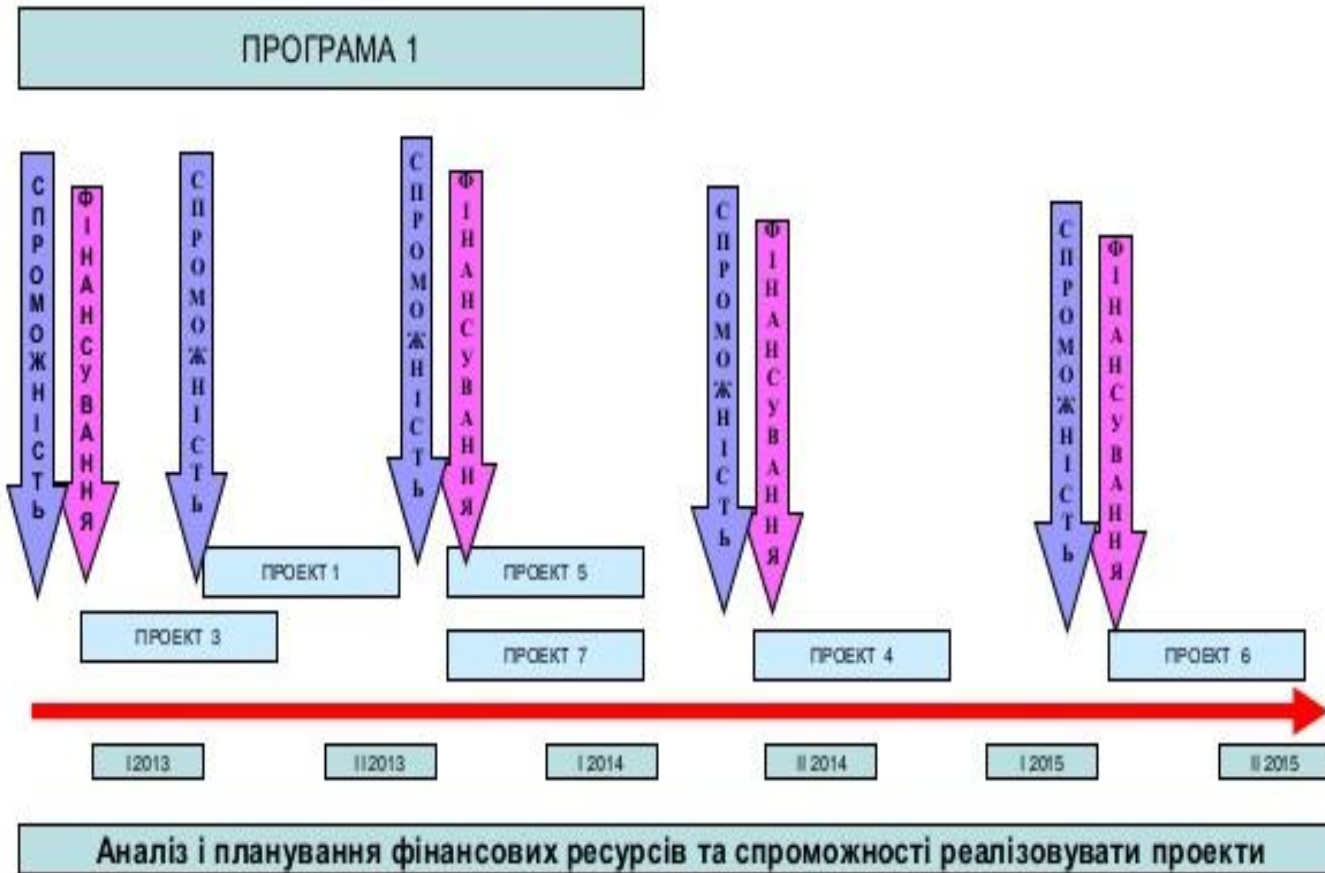 ПРОГРАМА 1
СПРОМОЖНІСТЬ
ФІНАНСУВАННЯ
СПРОМОЖНІСТЬ
СПРОМОЖНІСТЬ
ФІНАНСУВАННЯ
СПРОМОЖНІСТЬ
ФІНАНСУВАННЯ
СПРОМОЖНІСТЬ
ФІНАНСУВАННЯ
ПРОЕКТ 1
ПРОЕКТ 5
ПРОЕКТ 3
ПРОЕКТ 7
ПРОЕКТ 4
ПРОЕКТ 6
I 2013
II 2013
I 2014
II 2014
I 2015
II 2015
Аналіз і планування фінансових ресурсів та спроможності реалізовувати проекти